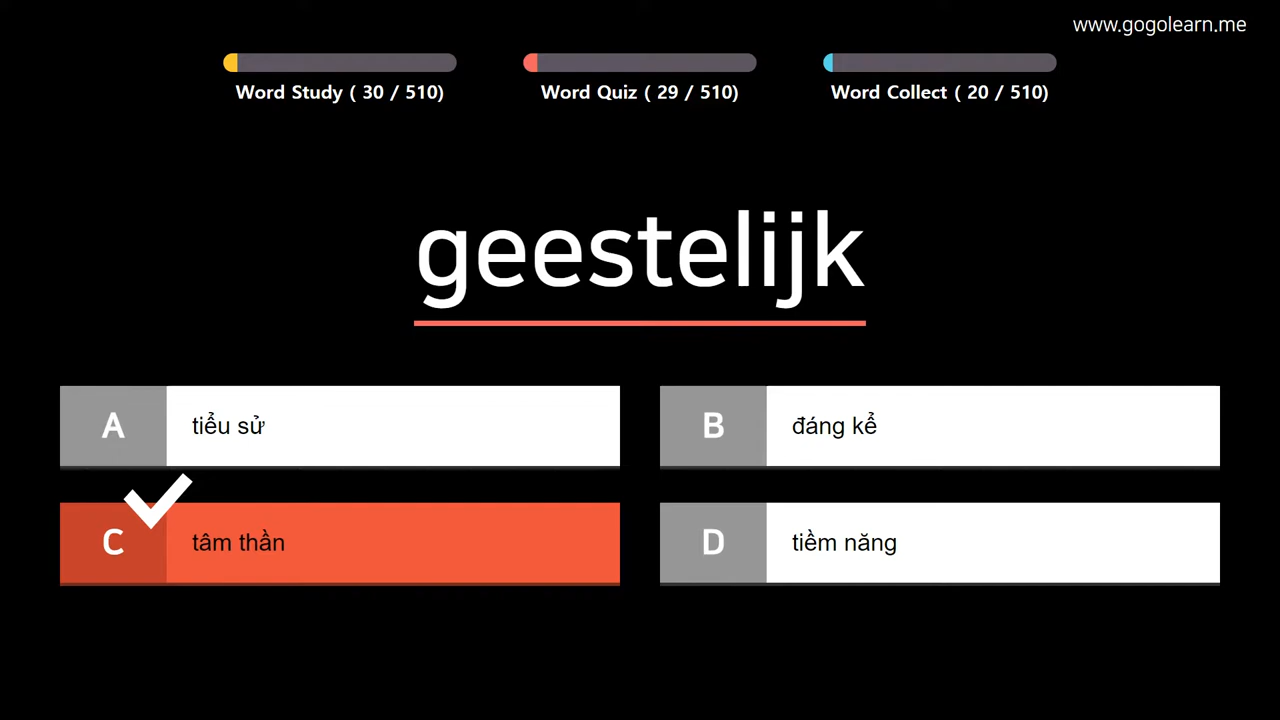 www.gogolearn.me
Word Study ( 30 / 510)
Word Quiz ( 29 / 510)
Word Collect ( 20 / 510)
geestelijk
A tiểu sử
B đáng kể
C tâm thần
D tiềm năng